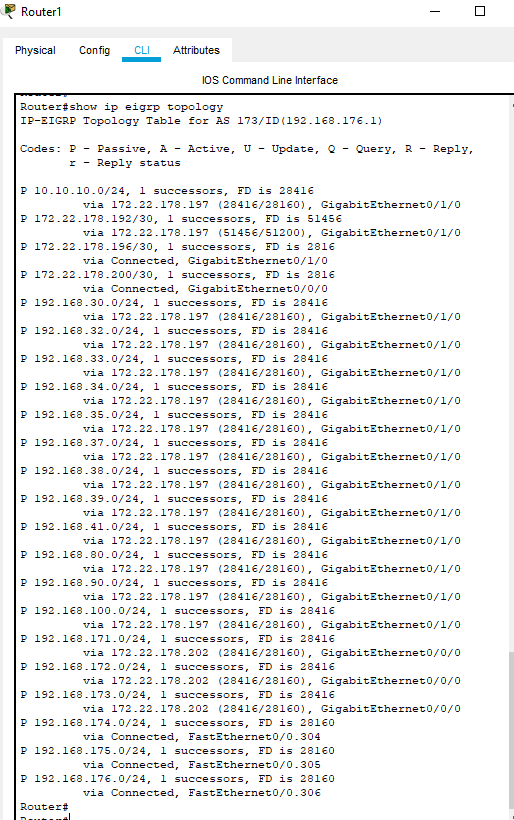 Router1
Physical Config CLI Attributes
IOS Command Line Interface
Router#show ip eigrp topology
IP-EIGRP Topology Table for AS 173/ID(192.168.176.1)
Codes: P - Passive, A - Active, U - Update, Q - Query, R - Reply,
r - Reply status
P 10.10.10.0/24, 1 successors, FD is 28416
via 172.22.178.197 (28416/28160), GigabitEthernet0/1/0
P 172.22.178.192/30, 1 successors, FD is 51456
via 172.22.178.197 (51456/51200), GigabitEthernet0/1/0
P 172.22.178.196/30, 1 successors, FD is 2816
via Connected, GigabitEthernet0/1/0
P 172.22.178.200/30, 1 successors, FD is 2816
via Connected, GigabitEthernet0/0/0
P 192.168.30.0/24, 1 successors, FD is 28416
via 172.22.178.197 (28416/28160), GigabitEthernet0/1/0
P 192.168.32.0/24, 1 successors, FD is 28416
via 172.22.178.197 (28416/28160), GigabitEthernet0/1/0
P 192.168.33.0/24, 1 successors, FD is 28416
via 172.22.178.197 (28416/28160), GigabitEthernet0/1/0
P 192.168.34.0/24, 1 successors, FD is 28416
via 172.22.178.197 (28416/28160), GigabitEthernet0/1/0
P 192.168.35.0/24, 1 successors, FD is 28416
via 172.22.178.197 (28416/28160), GigabitEthernet0/1/0
P 192.168.37.0/24, 1 successors, FD is 28416
via 172.22.178.197 (28416/28160), GigabitEthernet0/1/0
P 192.168.38.0/24, 1 successors, FD is 28416
via 172.22.178.197 (28416/28160), GigabitEthernet0/1/0
P 192.168.39.0/24, 1 successors, FD is 28416
via 172.22.178.197 (28416/28160), GigabitEthernet0/1/0
P 192.168.41.0/24, 1 successors, FD is 28416
via 172.22.178.197 (28416/28160), GigabitEthernet0/1/0
P 192.168.80.0/24, 1 successors, FD is 28416
via 172.22.178.197 (28416/28160), GigabitEthernet0/1/0
P 192.168.90.0/24, 1 successors, FD is 28416
via 172.22.178.197 (28416/28160), GigabitEthernet0/1/0
P 192.168.100.0/24, 1 successors, FD is 28416
via 172.22.178.197 (28416/28160), GigabitEthernet0/1/0
P 192.168.171.0/24, 1 successors, FD is 28416
via 172.22.178.202 (28416/28160), GigabitEthernet0/0/0
P 192.168.172.0/24, 1 successors, FD is 28416
via 172.22.178.202 (28416/28160), GigabitEthernet0/0/0
P 192.168.173.0/24, 1 successors, FD is 28416
via 172.22.178.202 (28416/28160), GigabitEthernet0/0/0
P 192.168.174.0/24, 1 successors, FD is 28160
via Connected, FastEthernet0/0.304
P 192.168.175.0/24, 1 successors, FD is 28160
via Connected, FastEthernet0/0.305
P 192.168.176.0/24, 1 successors, FD is 28160
via Connected, FastEthernet0/0.306
Router#
Router#